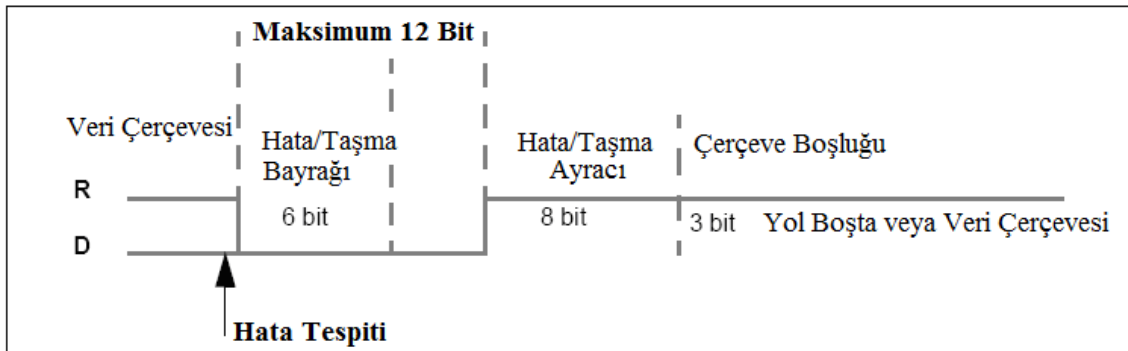 Maksimum 12 Bit
Veri Çerçevesi
Hata/Taşma
Bayrağı
Hata/Taşma
Ayracı
Çerçeve Boşluğu
R
6 bit
8 bit
3 bit
Yol Boşta veya Veri Çerçevesi
D
Hata Tespiti